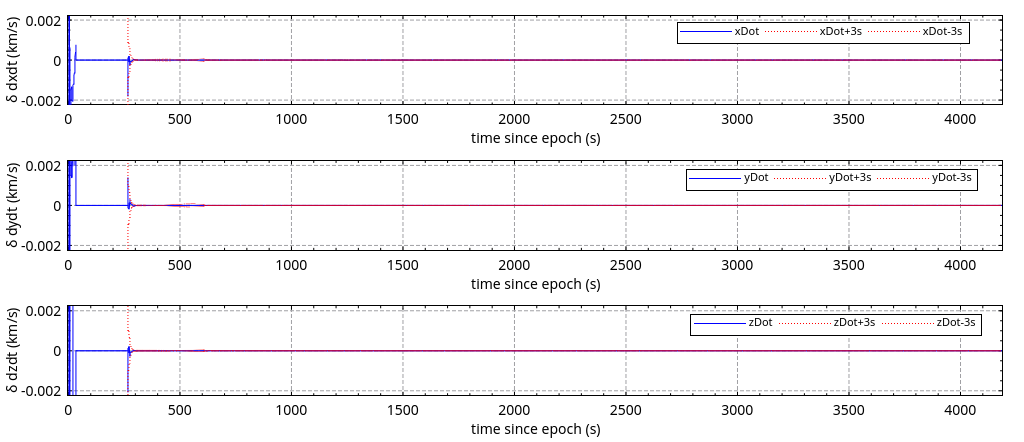 0.002
xDot xDot+3s xDot-3s
δ dxdt (km/s)
0
-0.002
0 500 1000 1500 2000 2500 3000 3500 4000
time since epoch (s)
0.002
yDot yDot+3s yDot-3s
δ dydt (km/s)
0
-0.002
0 500 1000 1500 2000 2500 3000 3500 4000
time since epoch (s)
0.002
zDot zDot+3s zDot-3s
δ dzdt (km/s)
0
-0.002
0 500 1000 1500 2000 2500 3000 3500 4000
time since epoch (s)